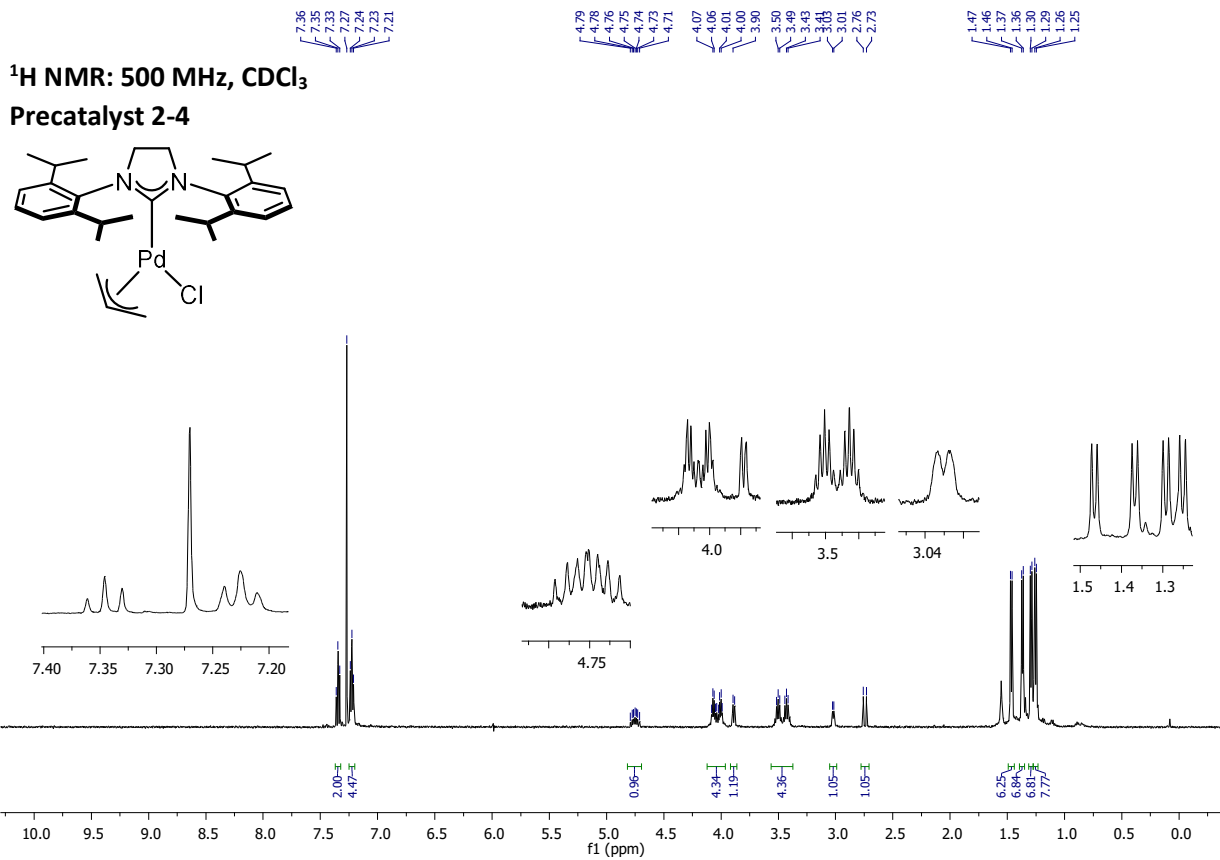 7.36 7.35 7.33 7.27 7.24 7.23 7.21 4.79 4.78 4.76 4.75 4.74 4.73 4.71 4.07 4.06 4.01 4.00 3.90 3.50 3.49 3.43 3.41 3.03 3.01 2.76 2.73 1.47 1.46 1.37 1.36 1.30 1.29 1.26 1.25
¹H NMR: 500 MHz, CDCl₃
Precatalyst 2-4
N N
Pd
Cl
4.0 3.5 3.04
1.5 1.4 1.3
7.40 7.35 7.30 7.25 7.20 4.75
2.00 4.47 0.96 4.34 1.19 4.36 1.05 1.05 6.25 6.84 6.81 7.77
10.0 9.5 9.0 8.5 8.0 7.5 7.0 6.5 6.0 5.5 5.0 4.5 4.0 3.5 3.0 2.5 2.0 1.5 1.0 0.5 0.0
f1 (ppm)